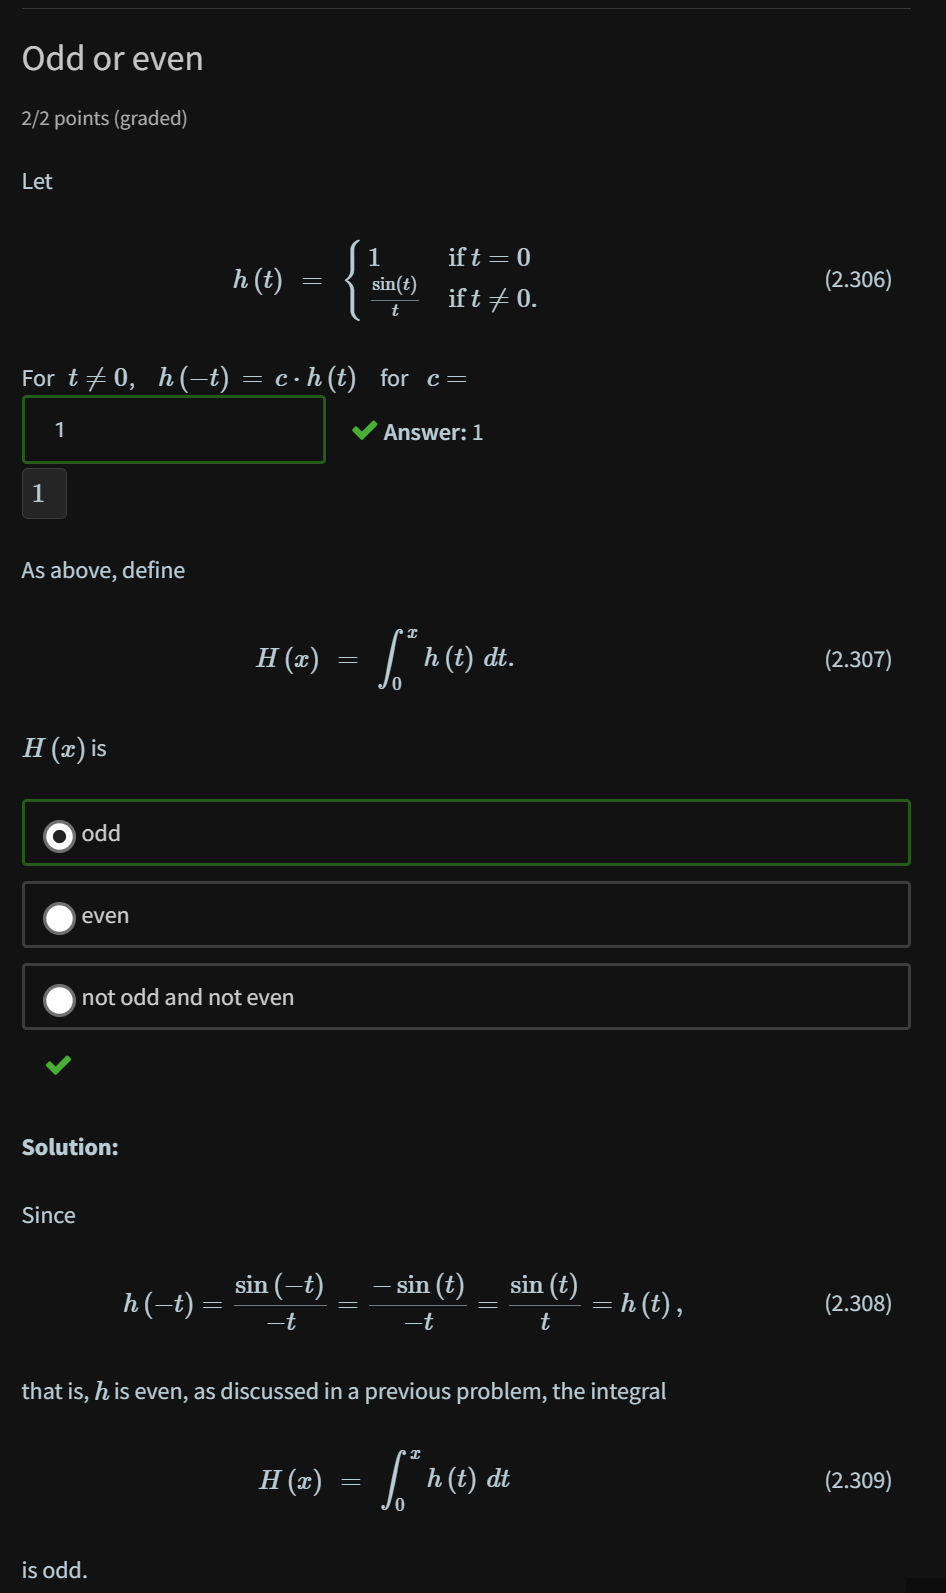 Odd or even
2/2 points (graded)
Let
h (t) = { 1 if t = 0
sin(t)/t if t ≠ 0. (2.306)
For t ≠ 0, h (−t) = c · h (t) for c =
1 Answer: 1
1
As above, define
H (x) = ∫₀ˣ h (t) dt. (2.307)
H (x) is
odd
even
not odd and not even
Solution:
Since
h (−t) = sin (−t)/−t = − sin (t)/−t = sin (t)/t = h (t) , (2.308)
that is, h is even, as discussed in a previous problem, the integral
H (x) = ∫₀ˣ h (t) dt (2.309)
is odd.